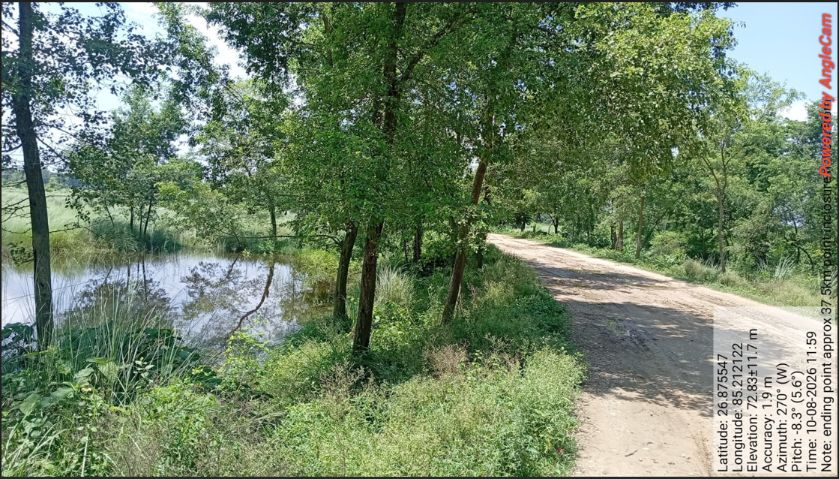 Powered by AngleCam
Latitude: 26.875547
Longitude: 85.212122
Elevation: 72.83±11.7 m
Accuracy: 1.9 m
Azimuth: 270° (W)
Pitch: -8.3° (5.6°)
Time: 10-08-2026 11:59
Note: ending point approx 37.5km